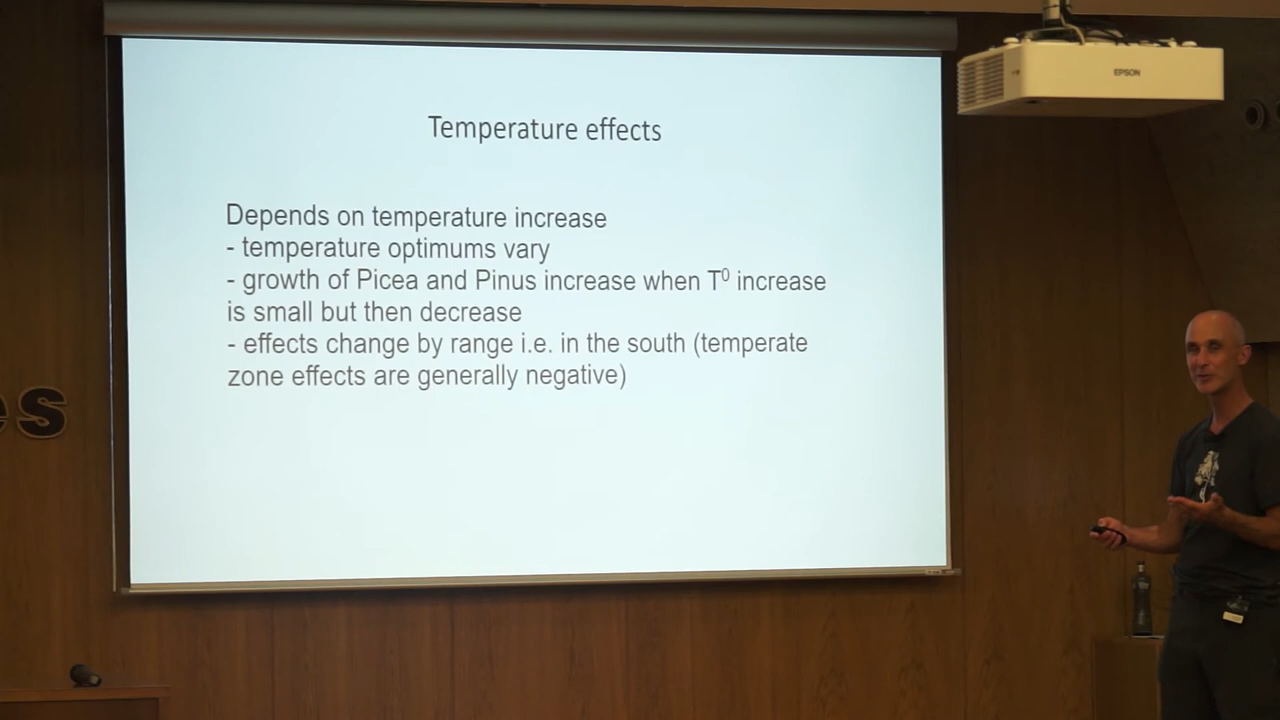 EPSON
Temperature effects
Depends on temperature increase
- temperature optimums vary
- growth of Picea and Pinus increase when T⁰ increase
is small but then decrease
- effects change by range i.e. in the south (temperate
zone effects are generally negative)
es